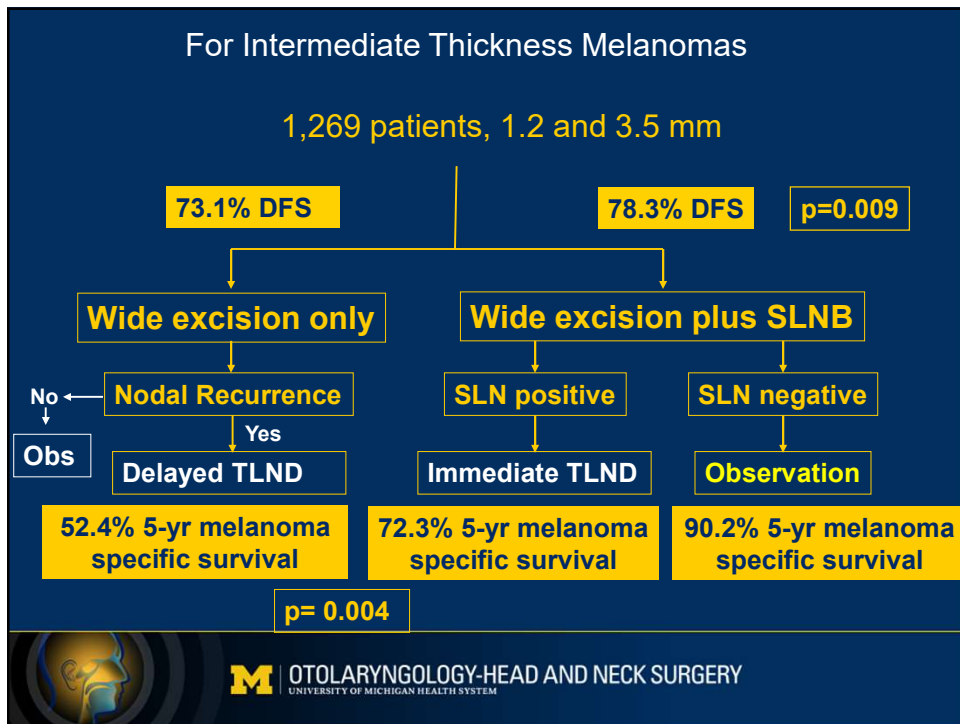 For Intermediate Thickness Melanomas
1,269 patients, 1.2 and 3.5 mm
73.1% DFS
78.3% DFS
p=0.009
Wide excision only
Wide excision plus SLNB
No
Nodal Recurrence
SLN positive
SLN negative
Yes
Obs
Delayed TLND
Immediate TLND
Observation
52.4% 5-yr melanoma
specific survival
72.3% 5-yr melanoma
specific survival
90.2% 5-yr melanoma
specific survival
p= 0.004
M | OTOLARYNGOLOGY-HEAD AND NECK SURGERY
UNIVERSITY OF MICHIGAN HEALTH SYSTEM